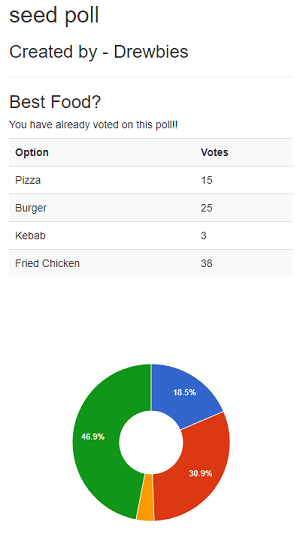 seed poll
Created by - Drewbies
Best Food?
You have already voted on this poll!!
Option Votes
Pizza 15
Burger 25
Kebab 3
Fried Chicken 38
18.5%
46.9%
30.9%